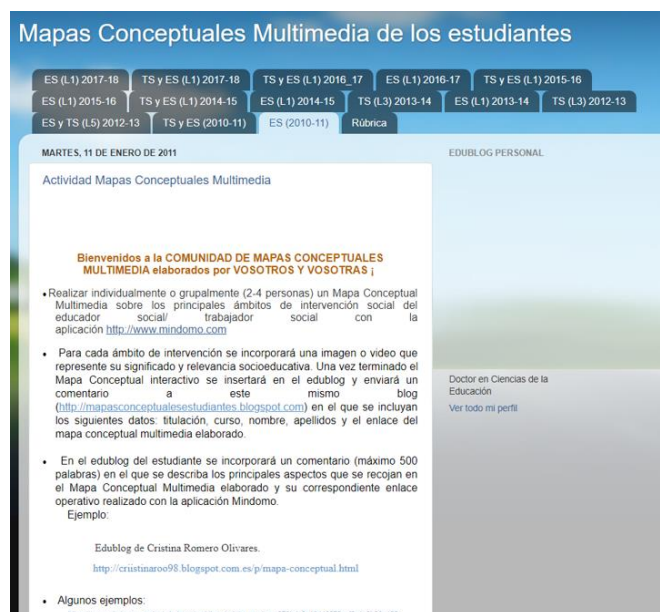 Mapas Conceptuales Multimedia de los estudiantes
ES (L1) 2017-18
TS y ES (L1) 2017-18
TS y ES (L1) 2016_17
ES (L1) 2016-17
TS y ES (L1) 2015-16
ES (L1) 2015-16
TS y ES (L1) 2014-15
ES (L1) 2014-15
TS (L3) 2013-14
ES (L1) 2013-14
TS (L3) 2012-13
ES y TS (L5) 2012-13
TS y ES (2010-11)
ES (2010-11)
Rúbrica
MARTES, 11 DE ENERO DE 2011
Actividad Mapas Conceptuales Multimedia
Bienvenidos a la COMUNIDAD DE MAPAS CONCEPTUALES
MULTIMEDIA elaborados por VOSOTROS Y VOSOTRAS ¡
•Realizar individualmente o grupalmente (2-4 personas) un Mapa Conceptual
Multimedia sobre los principales ámbitos de intervención social del
educador social/ trabajador social con la
aplicación http://www.mindomo.com
• Para cada ámbito de intervención se incorporará una imagen o video que
represente su significado y relevancia socioeducativa. Una vez terminado el
Mapa Conceptual interactivo se insertará en el edublog y enviará un
comentario a este mismo blog
(http://mapasconceptualesestudiantes.blogspot.com) en el que se incluyan
los siguientes datos: titulación, curso, nombre, apellidos y el enlace del
mapa conceptual multimedia elaborado.
• En el edublog del estudiante se incorporará un comentario (máximo 500
palabras) en el que se describa los principales aspectos que se recojan en
el Mapa Conceptual Multimedia elaborado y su correspondiente enlace
operativo realizado con la aplicación Mindomo.
Ejemplo:
Edublog de Cristina Romero Olivares.
http://criistinaroo98.blogspot.com.es/p/mapa-conceptual.html
• Algunos ejemplos:
EDUBLOG PERSONAL
Doctor en Ciencias de la
Educación
Ver todo mi perfil